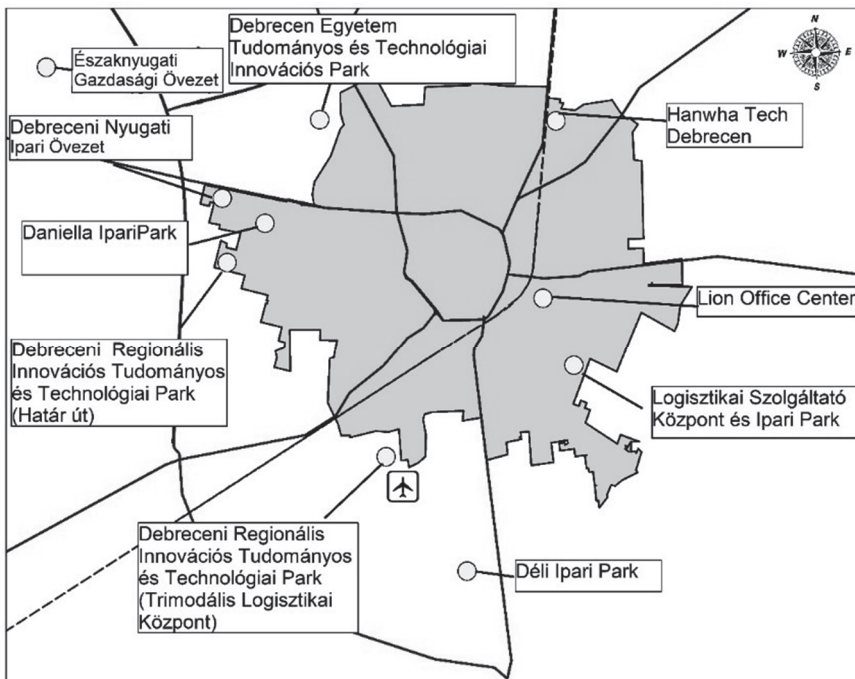 Északnyugati
Gazdasági Övezet
Debrecen Egyetem
Tudományos és Technológiai
Innovációs Park
N
W
E
S
Hanwha Tech
Debrecen
Debreceni Nyugati
Ipari Övezet
Daniella IpariPark
Lion Office Center
Debreceni Regionális
Innovációs Tudományos
és Technológiai Park
(Határ út)
Logisztikai Szolgáltató
Központ és Ipari Park
Debreceni Regionális
Innovációs Tudományos
és Technológiai Park
(Trimodális Logisztikai
Központ)
Déli Ipari Park